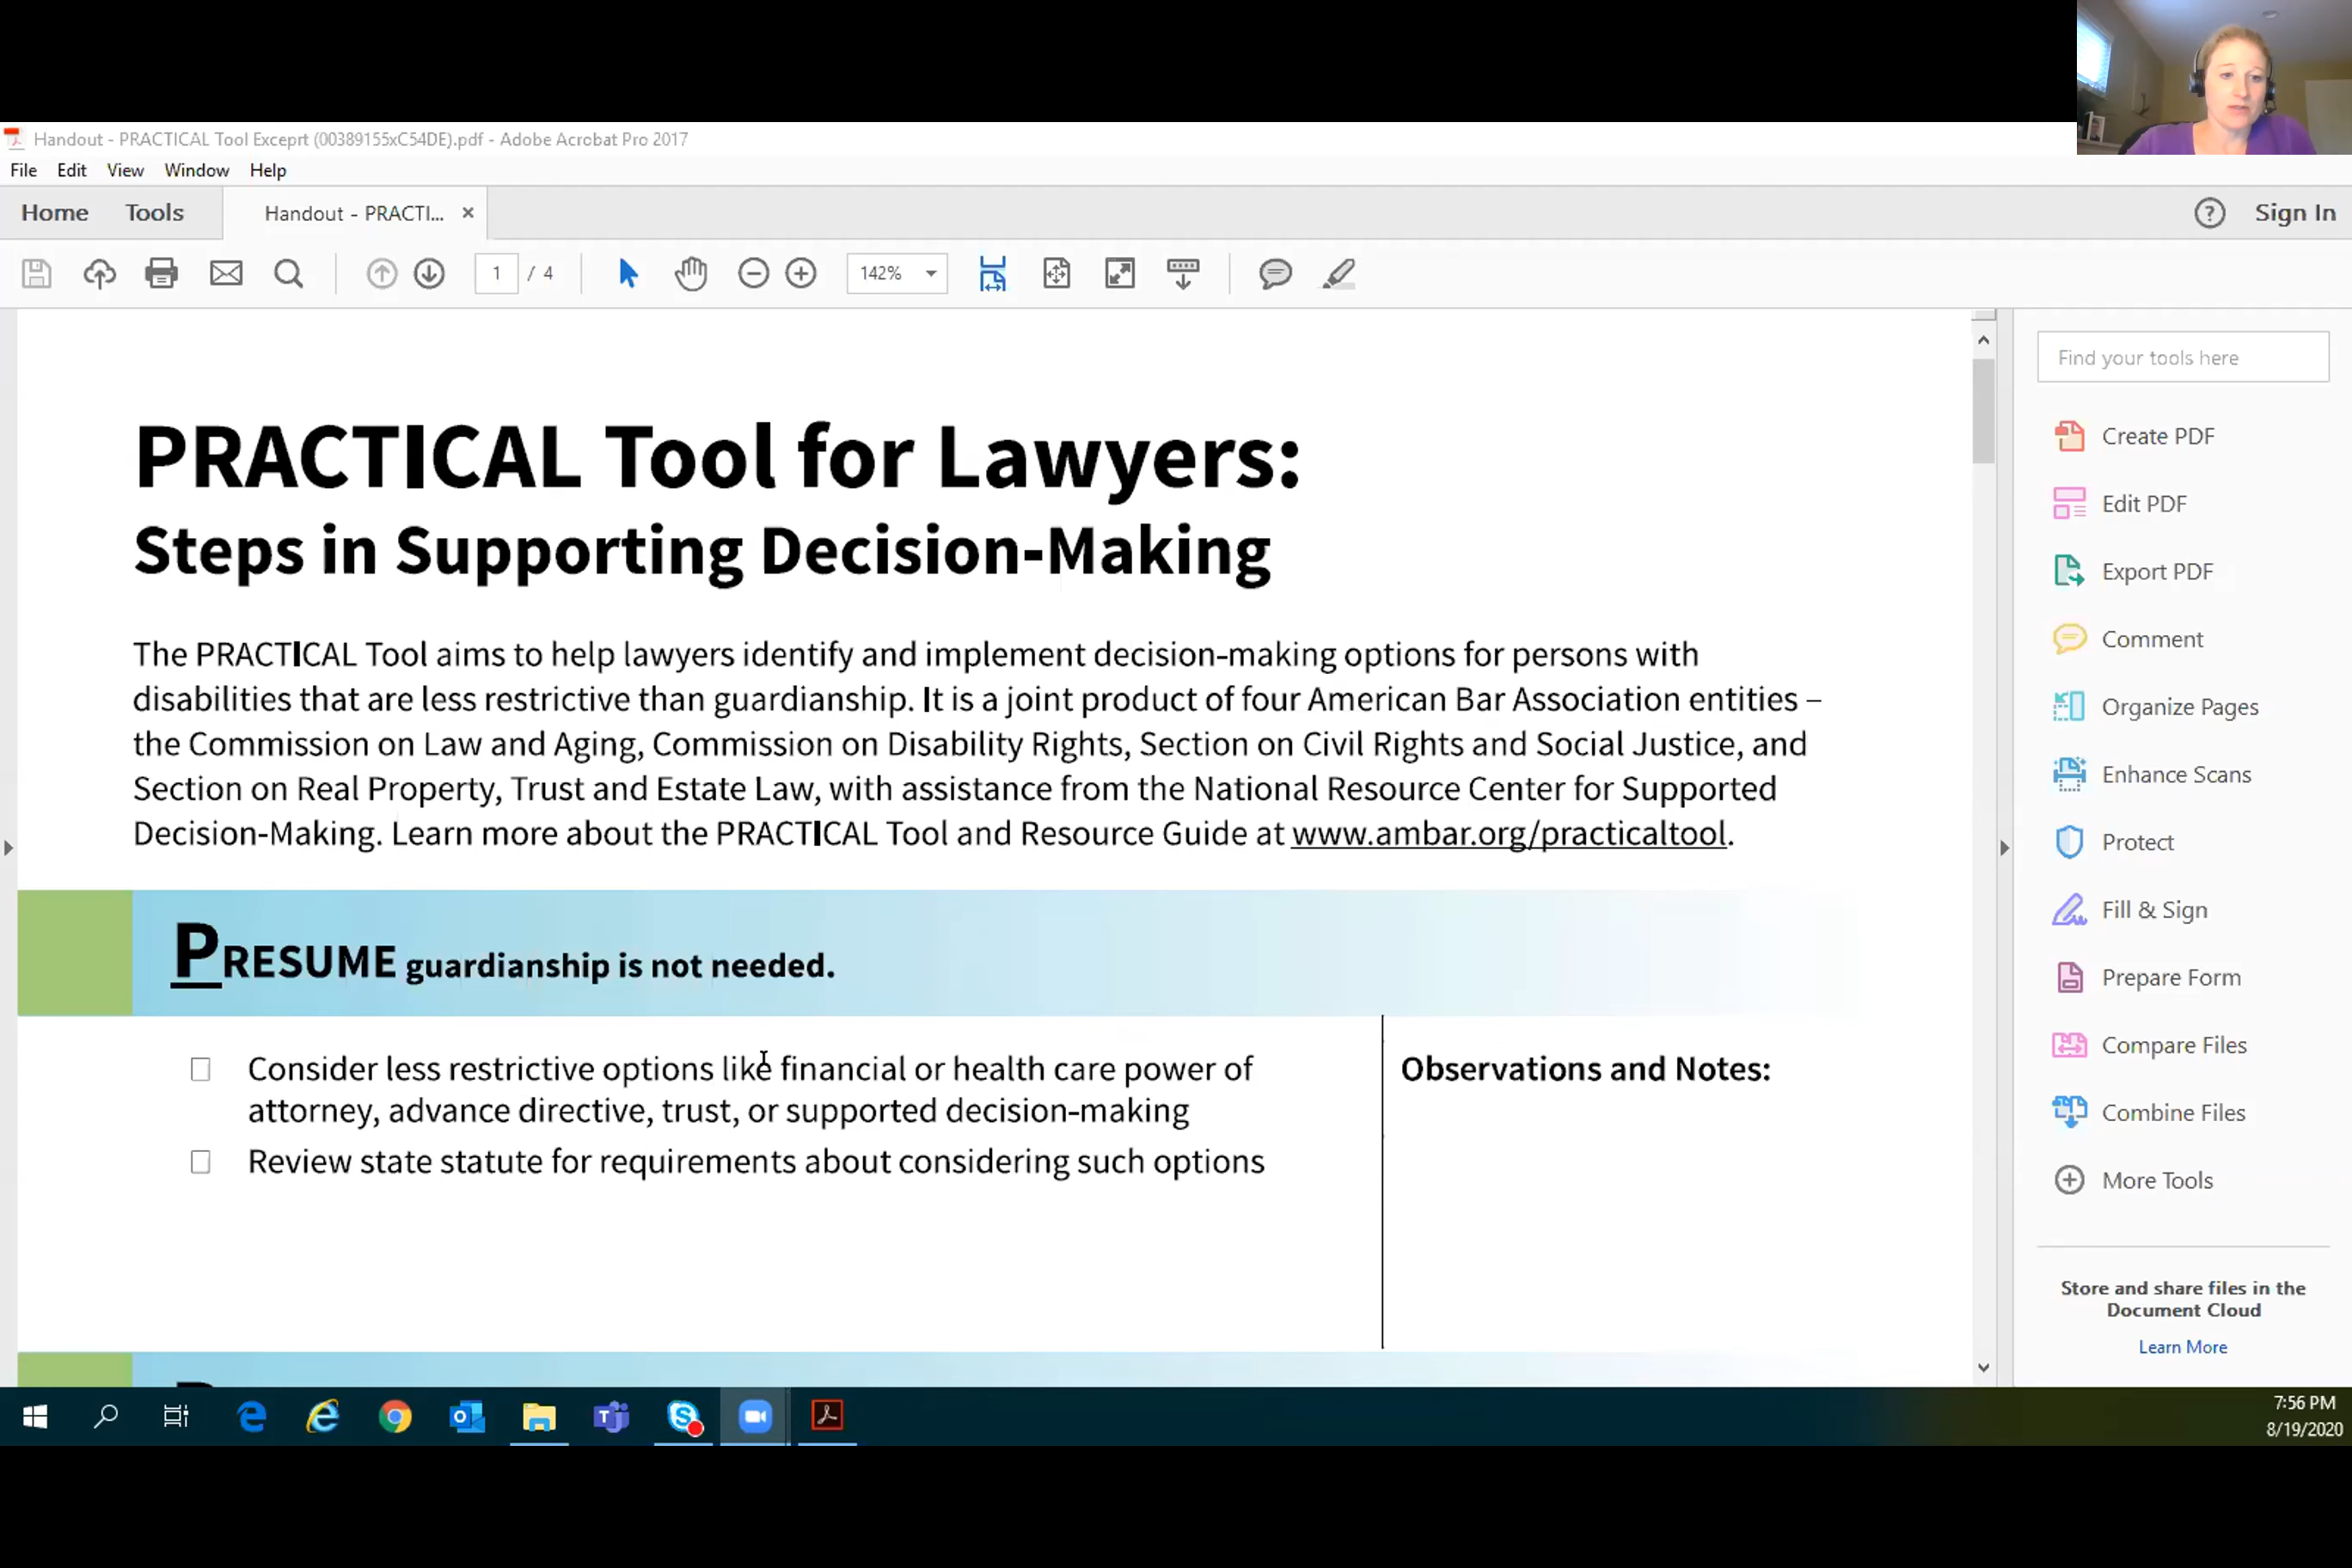 Handout - PRACTICAL Tool Exceprt (00389155xC54DE).pdf - Adobe Acrobat Pro 2017
File Edit View Window Help
Home Tools Handout - PRACTI... × ? Sign In
1 / 4 142%
PRACTICAL Tool for Lawyers:
Steps in Supporting Decision-Making
The PRACTICAL Tool aims to help lawyers identify and implement decision-making options for persons with
disabilities that are less restrictive than guardianship. It is a joint product of four American Bar Association entities –
the Commission on Law and Aging, Commission on Disability Rights, Section on Civil Rights and Social Justice, and
Section on Real Property, Trust and Estate Law, with assistance from the National Resource Center for Supported
Decision-Making. Learn more about the PRACTICAL Tool and Resource Guide at www.ambar.org/practicaltool.
PRESUME guardianship is not needed.
Consider less restrictive options like financial or health care power of
attorney, advance directive, trust, or supported decision-making
Review state statute for requirements about considering such options
Observations and Notes:
Find your tools here
Create PDF
Edit PDF
Export PDF
Comment
Organize Pages
Enhance Scans
Protect
Fill & Sign
Prepare Form
Compare Files
Combine Files
More Tools
Store and share files in the
Document Cloud
Learn More
7:56 PM
8/19/2020